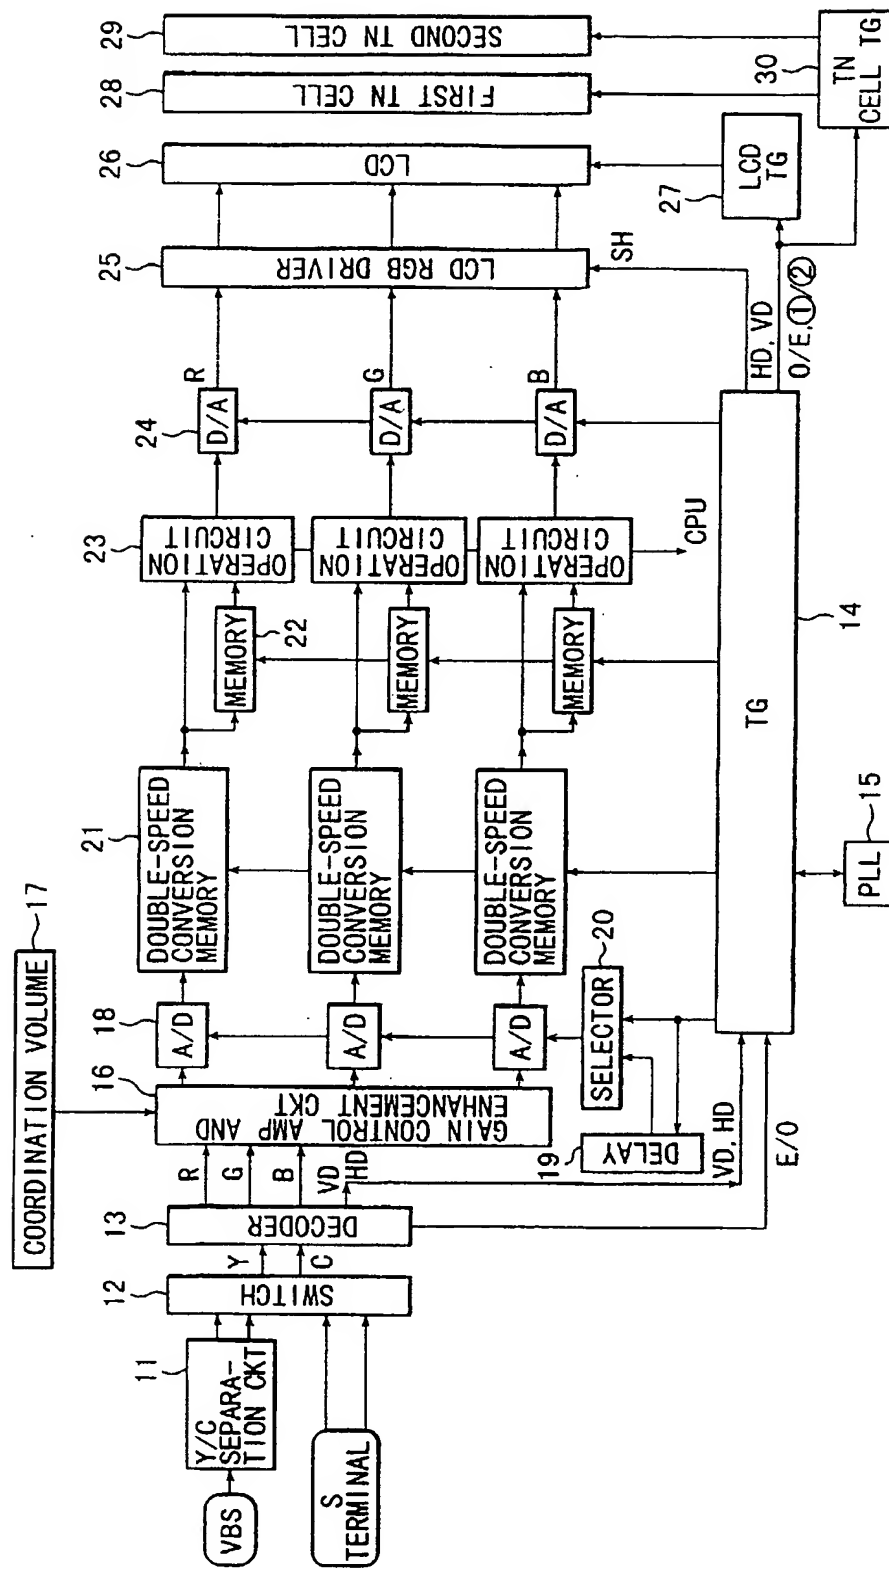 COORDINATION VOLUME
17
VBS
Y/C
SEPARA-
TION CKT
11
S
TERMINAL
SWITCH
12
Y
C
DECODER
13
R
G
B
VD
HD
GAIN CONTROL AMP AND
ENHANCEMENT CKT
16
A/D
18
A/D
A/D
DELAY
19
SELECTOR
20
VD, HD
E/O
DOUBLE-SPEED
CONVERSION
MEMORY
21
DOUBLE-SPEED
CONVERSION
MEMORY
DOUBLE-SPEED
CONVERSION
MEMORY
MEMORY
22
MEMORY
MEMORY
OPERATION
CIRCUIT
23
OPERATION
CIRCUIT
OPERATION
CIRCUIT
CPU
D/A
24
D/A
D/A
R
G
B
TG
14
PLL
15
LCD RGB DRIVER
25
SH
HD, VD
O/E,①/②
LCD
26
LCD
TG
27
FIRST TN CELL
28
SECOND TN CELL
29
TN
CELL TG
30